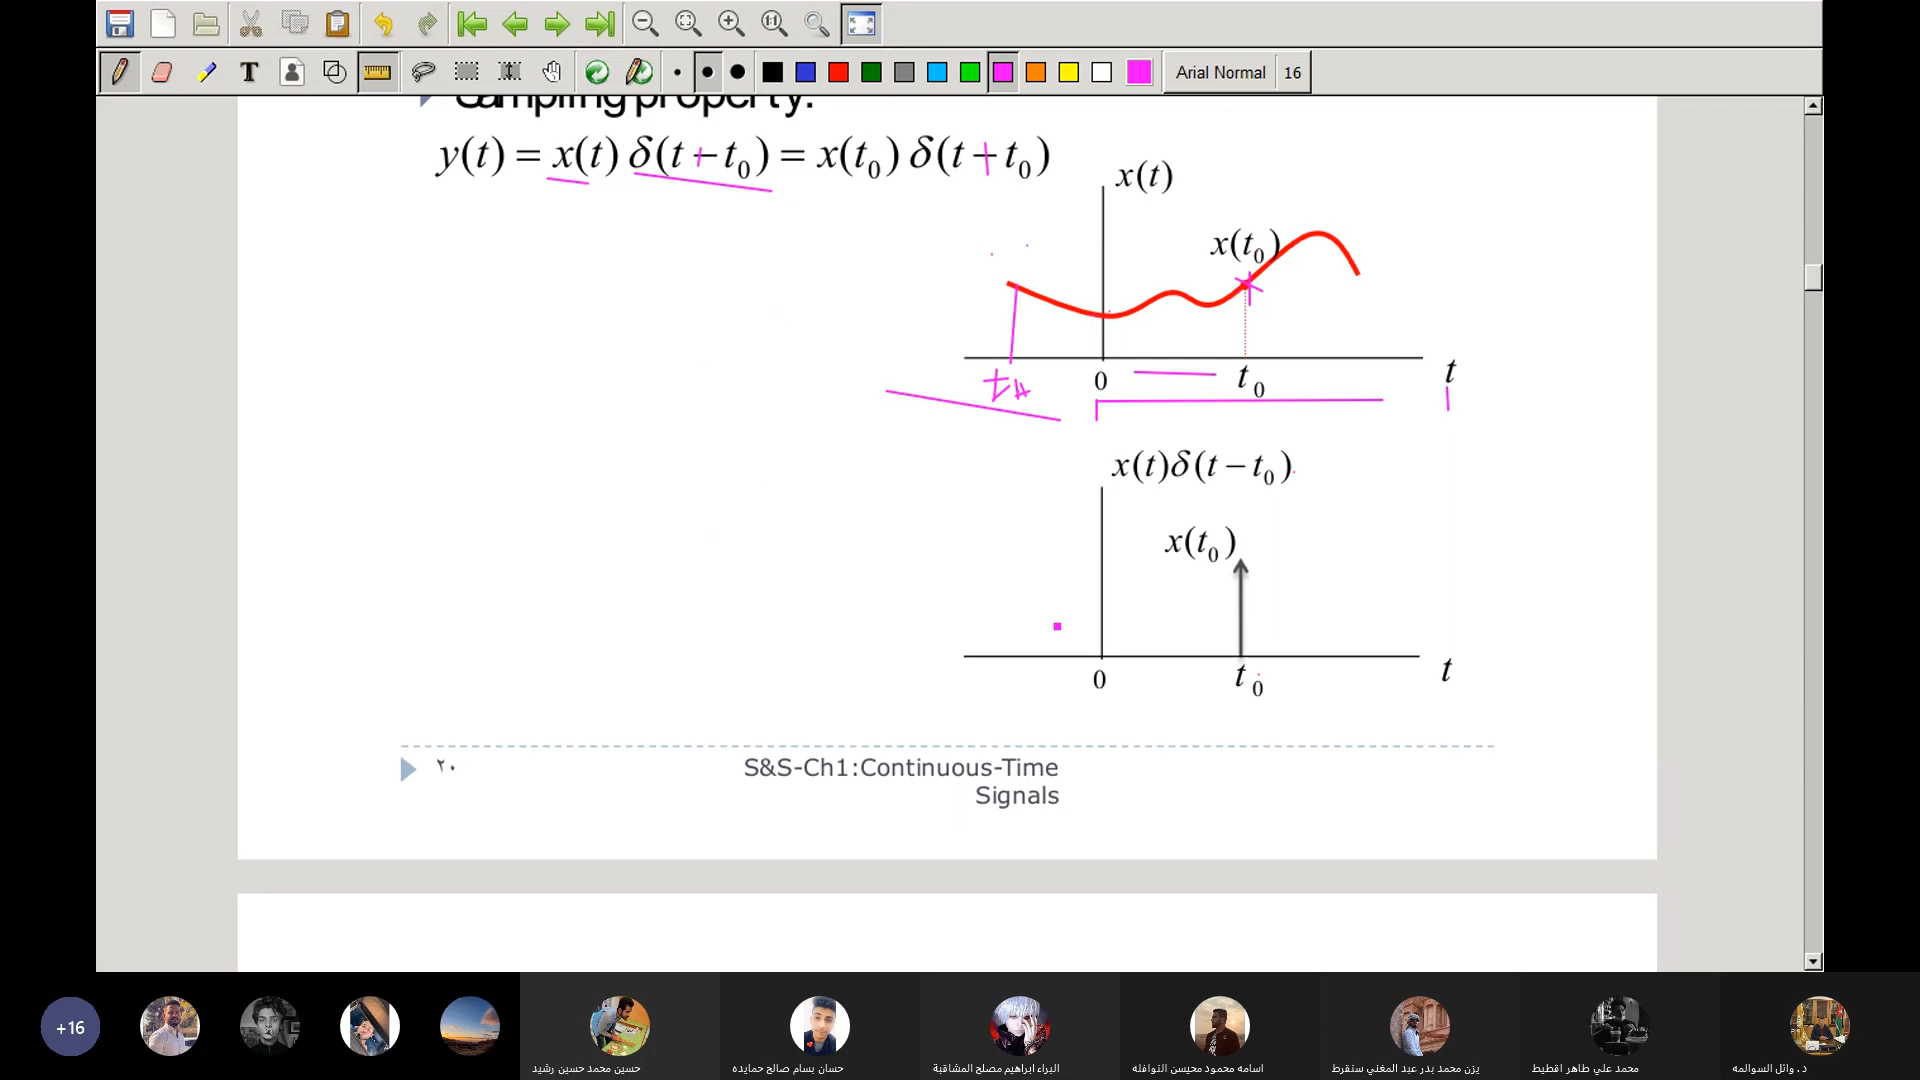 Arial Normal 16
Sampling property:
y(t) = x(t) δ(t − t₀) = x(t₀) δ(t + t₀)
x(t)
x(t₀)
0
t₀
t
x(t)δ(t − t₀)
x(t₀)
0
t₀
t
٢٠
S&S-Ch1:Continuous-Time
Signals
+16
حسين محمد حسين رشيد
حسان بسام صالح حمايده
البراء ابراهيم مصلح المشاقبة
اسامه محمود محيسن النوافله
يزن محمد بدر عبد المغني سنقرط
محمد علي طاهر اقطيط
د . وائل السوالمه